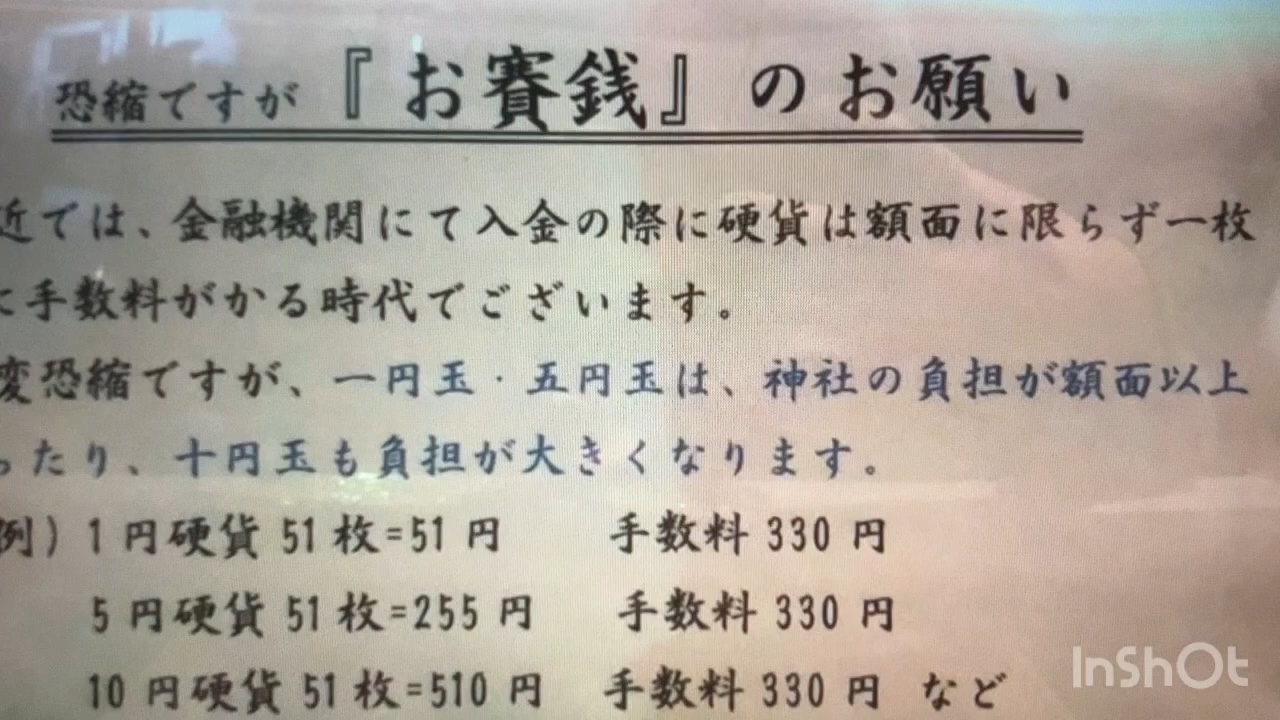 恐縮ですが『お賽銭』のお願い
近では、金融機関にて入金の際に硬貨は額面に限らず一枚
に手数料がかる時代でございます。
変恐縮ですが、一円玉・五円玉は、神社の負担が額面以上
ったり、十円玉も負担が大きくなります。
例)1円硬貨51枚=51円 手数料330円
5円硬貨51枚=255円 手数料330円
10円硬貨51枚=510円 手数料330円 など
InShOt